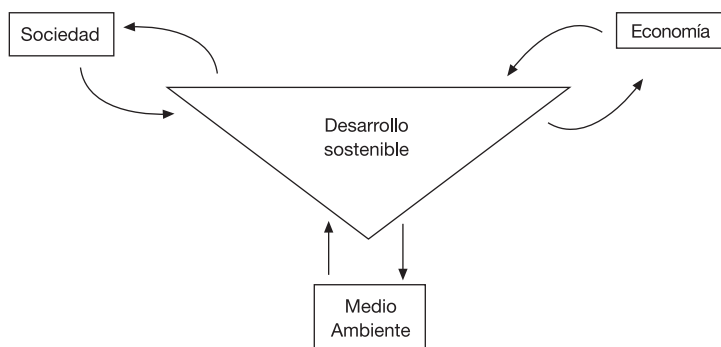 Sociedad
Economía
Desarrollo
sostenible
Medio
Ambiente